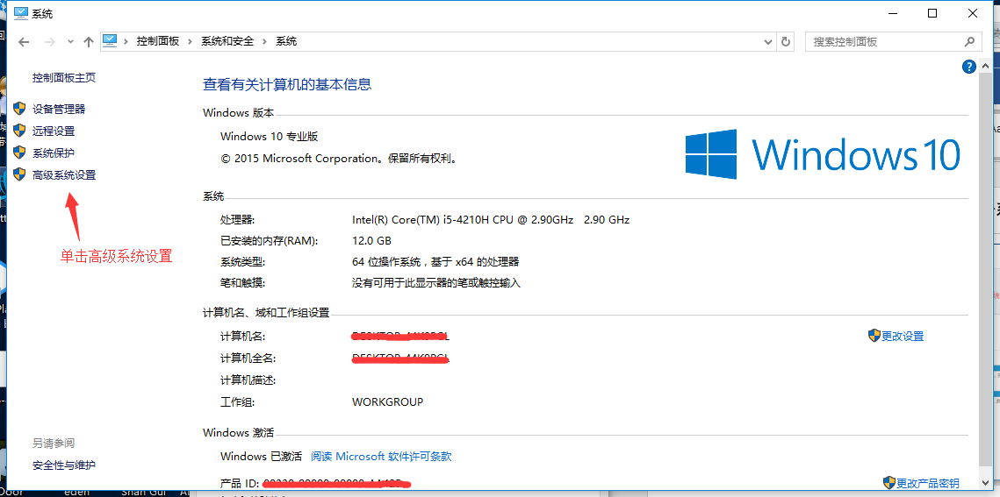 系统
控制面板 系统和安全 系统
搜索控制面板
控制面板主页
设备管理器
远程设置
系统保护
高级系统设置
单击高级系统设置
另请参阅
安全性与维护
查看有关计算机的基本信息
Windows 版本
Windows 10 专业版
© 2015 Microsoft Corporation。保留所有权利。
Windows 10
系统
处理器: Intel(R) Core(TM) i5-4210H CPU @ 2.90GHz 2.90 GHz
已安装的内存(RAM): 12.0 GB
系统类型: 64 位操作系统，基于 x64 的处理器
笔和触摸: 没有可用于此显示器的笔或触控输入
计算机名、域和工作组设置
计算机名:
更改设置
计算机全名:
计算机描述:
工作组: WORKGROUP
Windows 激活
Windows 已激活 阅读 Microsoft 软件许可条款
产品 ID:
更改产品密钥
Door eden Shan Gui